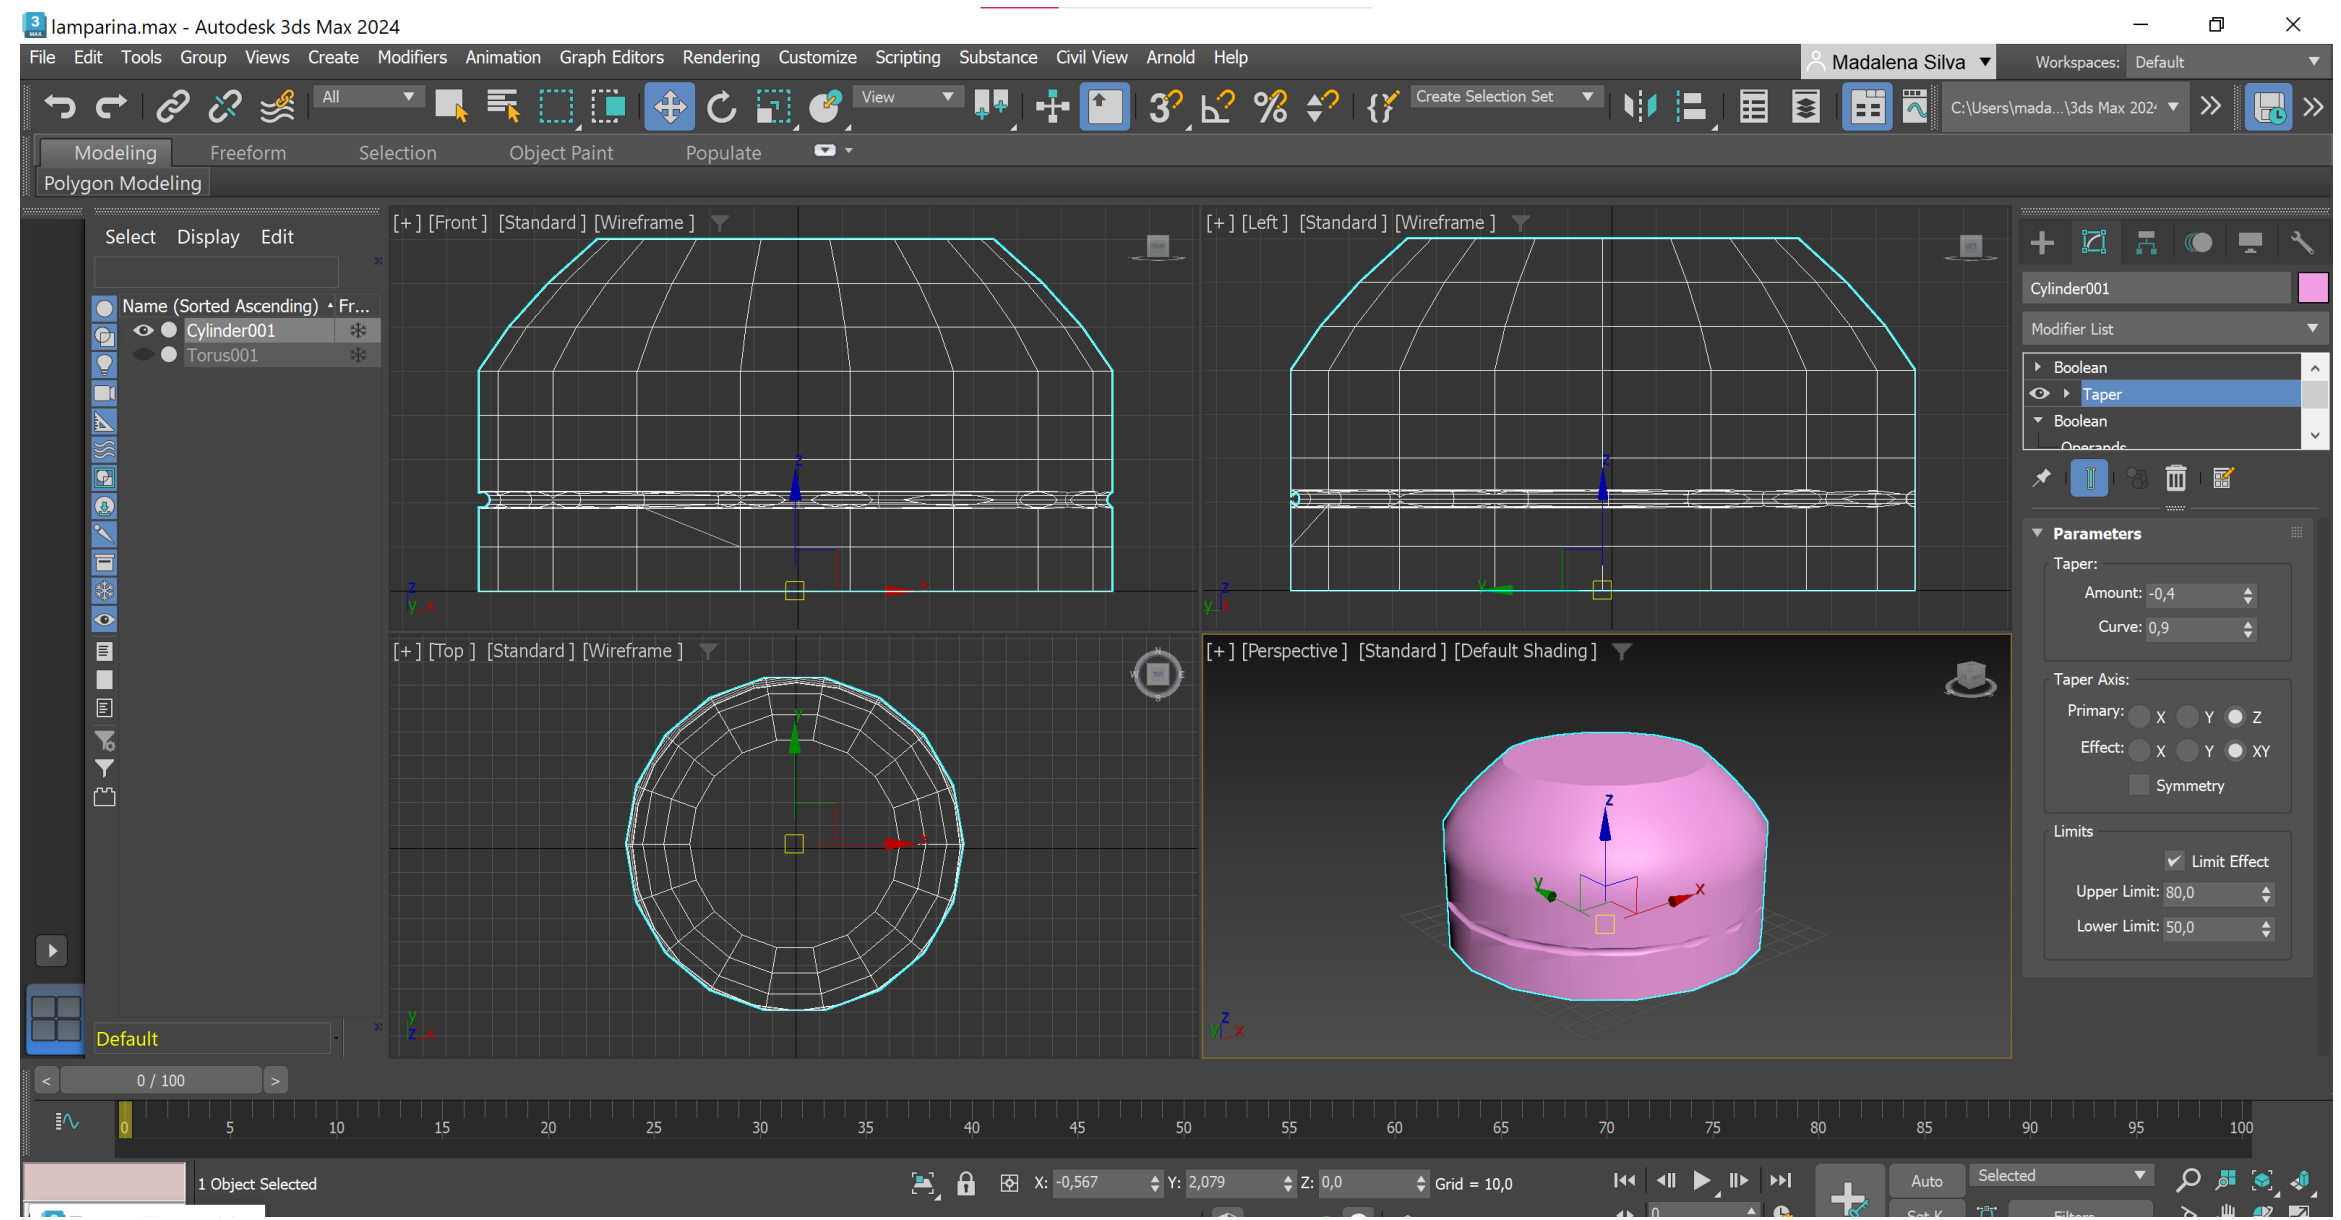 lamparina.max - Autodesk 3ds Max 2024
File Edit Tools Group Views Create Modifiers Animation Graph Editors Rendering Customize Scripting Substance Civil View Arnold Help
Madalena Silva
Workspaces: Default
All
View
Create Selection Set
C:\Users\mada...\3ds Max 202
Modeling Freeform Selection Object Paint Populate
Polygon Modeling
Select Display Edit
Name (Sorted Ascending) Fr...
Cylinder001
Torus001
Default
[+] [Front] [Standard] [Wireframe]
[+] [Left] [Standard] [Wireframe]
[+] [Top] [Standard] [Wireframe]
[+] [Perspective] [Standard] [Default Shading]
Cylinder001
Modifier List
Boolean
Taper
Boolean
Operands
Parameters
Taper:
Amount: -0,4
Curve: 0,9
Taper Axis:
Primary: X Y Z
Effect: X Y XY
Symmetry
Limits
Limit Effect
Upper Limit: 80,0
Lower Limit: 50,0
< 0 / 100 >
0 5 10 15 20 25 30 35 40 45 50 55 60 65 70 75 80 85 90 95 100
1 Object Selected
X: -0,567 Y: 2,079 Z: 0,0 Grid = 10,0
Auto Selected
0
Set K
Filters